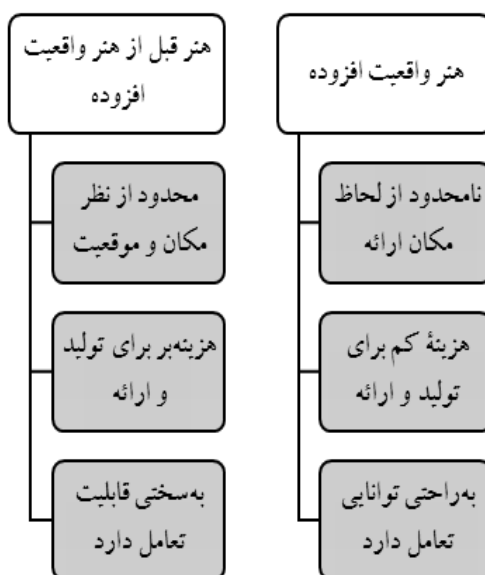 هنر واقعیت افزوده
نامحدود از لحاظ
مکان ارائه
هزینهٔ کم برای
تولید و ارائه
به‌راحتی توانایی
تعامل دارد
هنر قبل از هنر واقعیت
افزوده
محدود از نظر
مکان و موقعیت
هزینه‌بر برای تولید
و ارائه
به‌سختی قابلیت
تعامل دارد